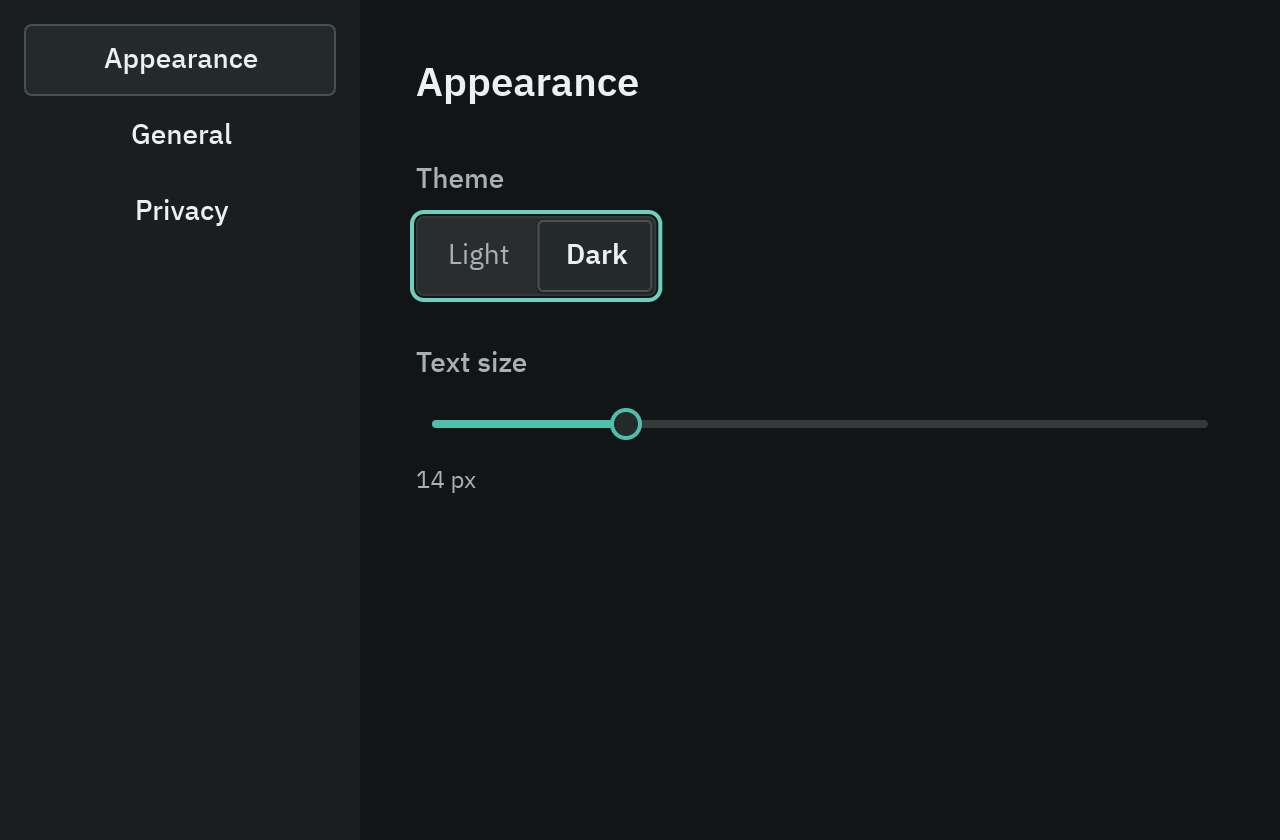 Appearance
General
Privacy
Appearance
Theme
Light
Dark
Text size
14 px